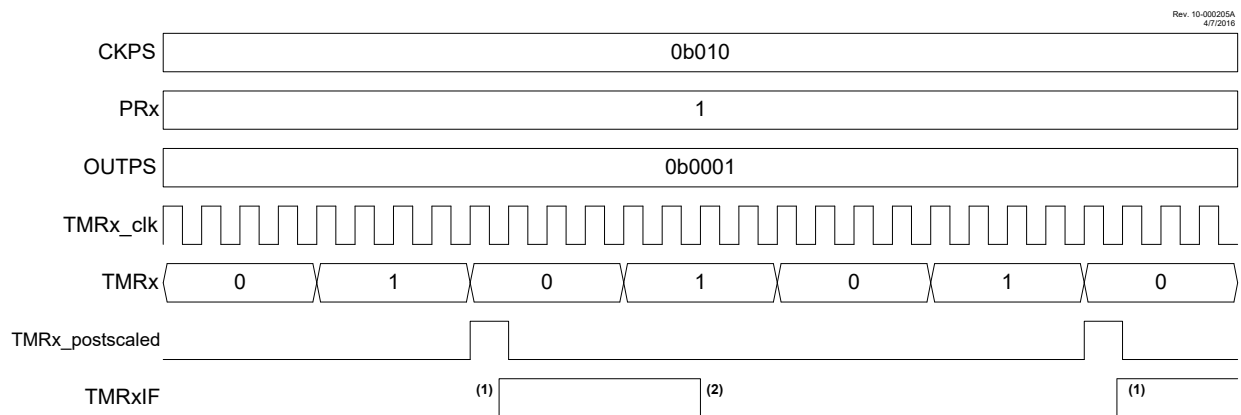 Rev. 10-000205A
4/7/2016
CKPS 0b010
PRx 1
OUTPS 0b0001
TMRx_clk
TMRx 0 1 0 1 0 1 0
TMRx_postscaled
TMRxIF (1) (2) (1)